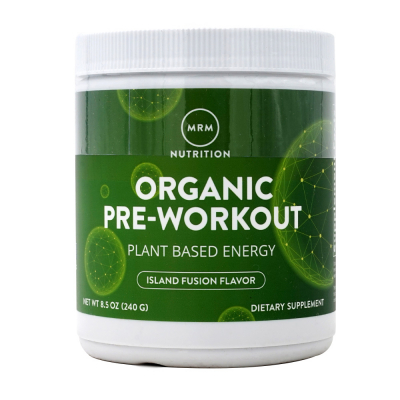 MRM
NUTRITION
ORGANIC
PRE-WORKOUT
PLANT BASED ENERGY
ISLAND FUSION FLAVOR
NET WT 8.5 OZ (240 G)
DIETARY SUPPLEMENT